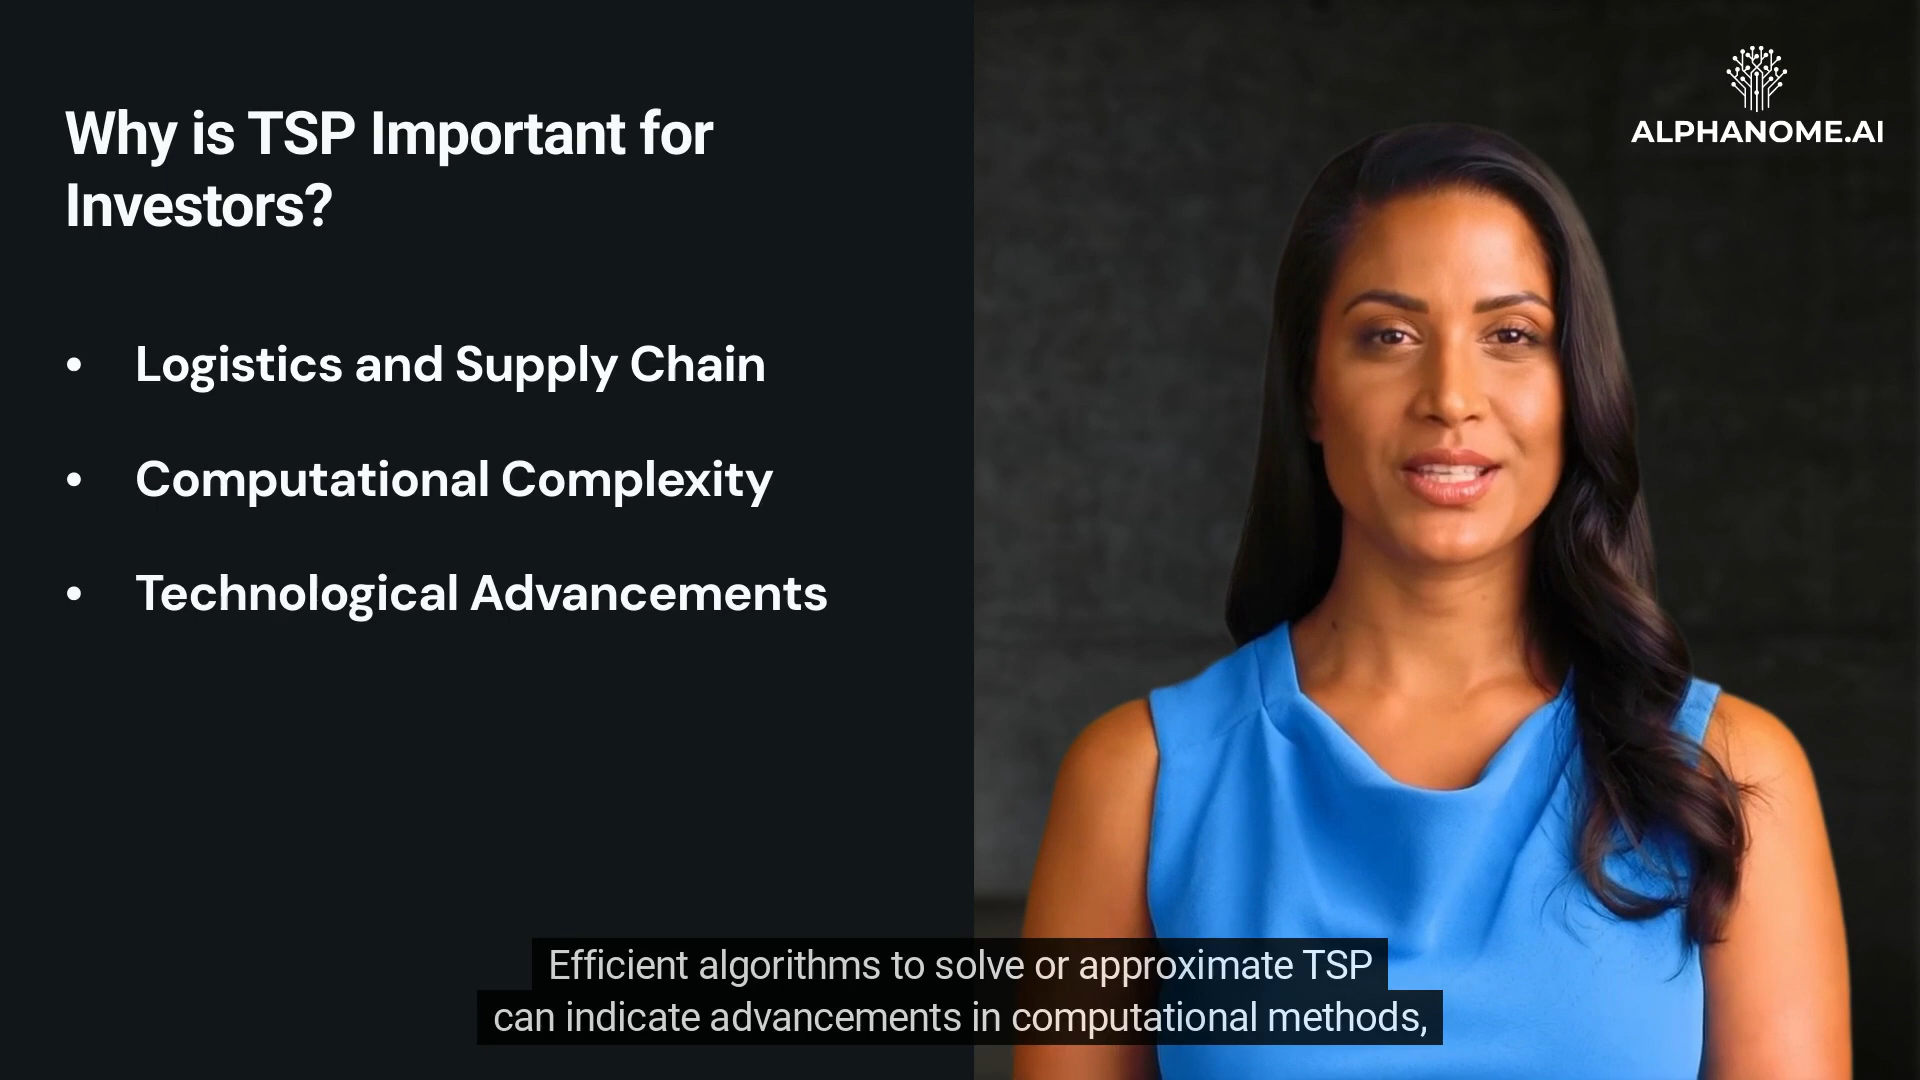 Why is TSP Important for
Investors?
• Logistics and Supply Chain
• Computational Complexity
• Technological Advancements
ALPHANOME.AI
Efficient algorithms to solve or approximate TSP
can indicate advancements in computational methods,